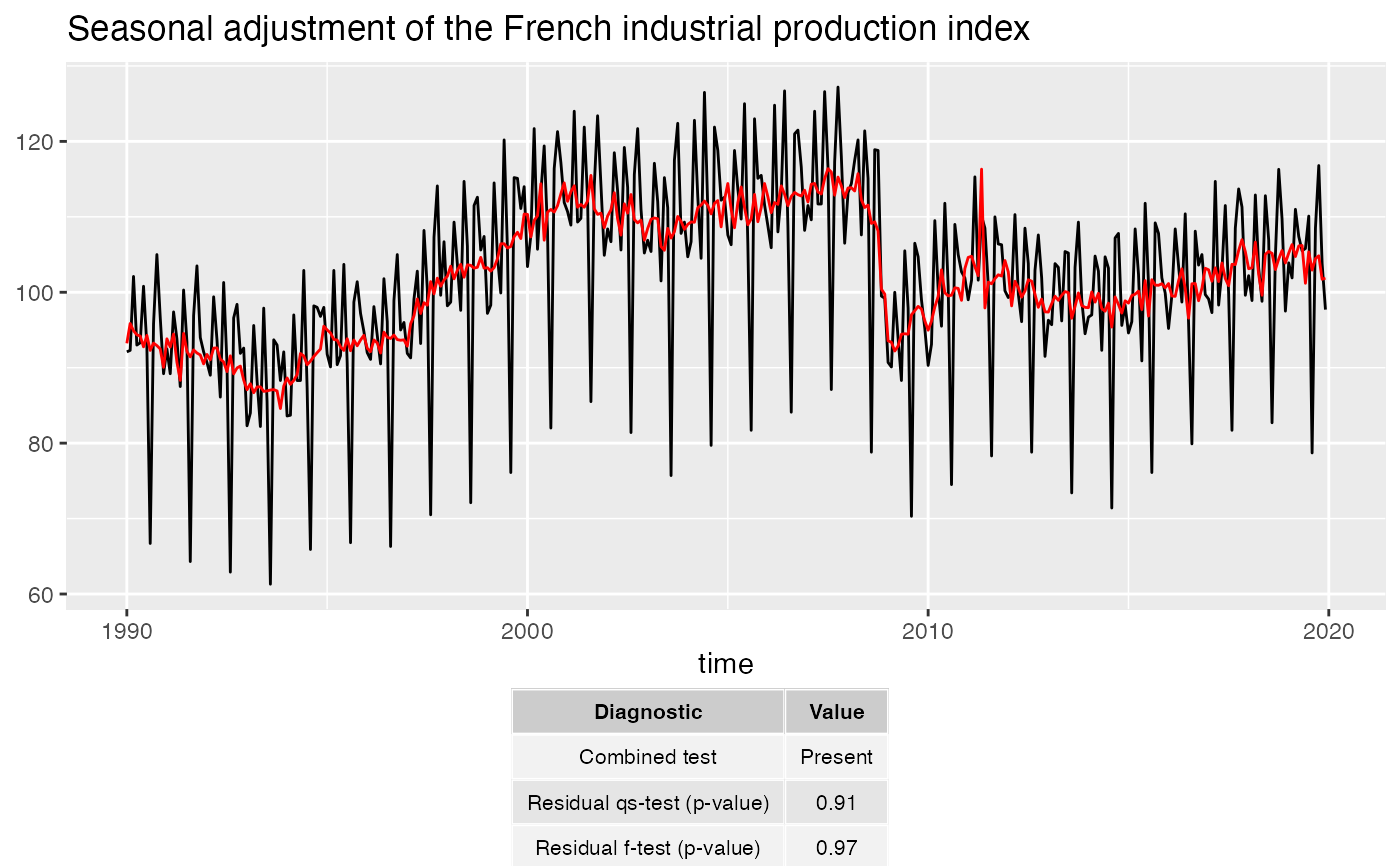 Seasonal adjustment of the French industrial production index
120
100
80
60
1990 2000 2010 2020
time
Diagnostic Value
Combined test Present
Residual qs-test (p-value) 0.91
Residual f-test (p-value) 0.97